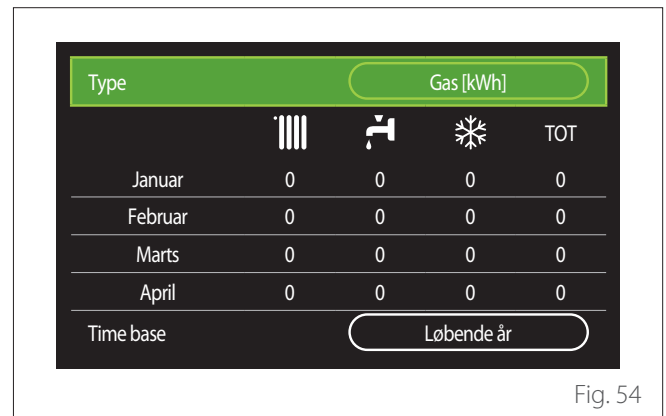 Type Gas [kWh]
TOT
Januar 0 0 0 0
Februar 0 0 0 0
Marts 0 0 0 0
April 0 0 0 0
Time base Løbende år
Fig. 54